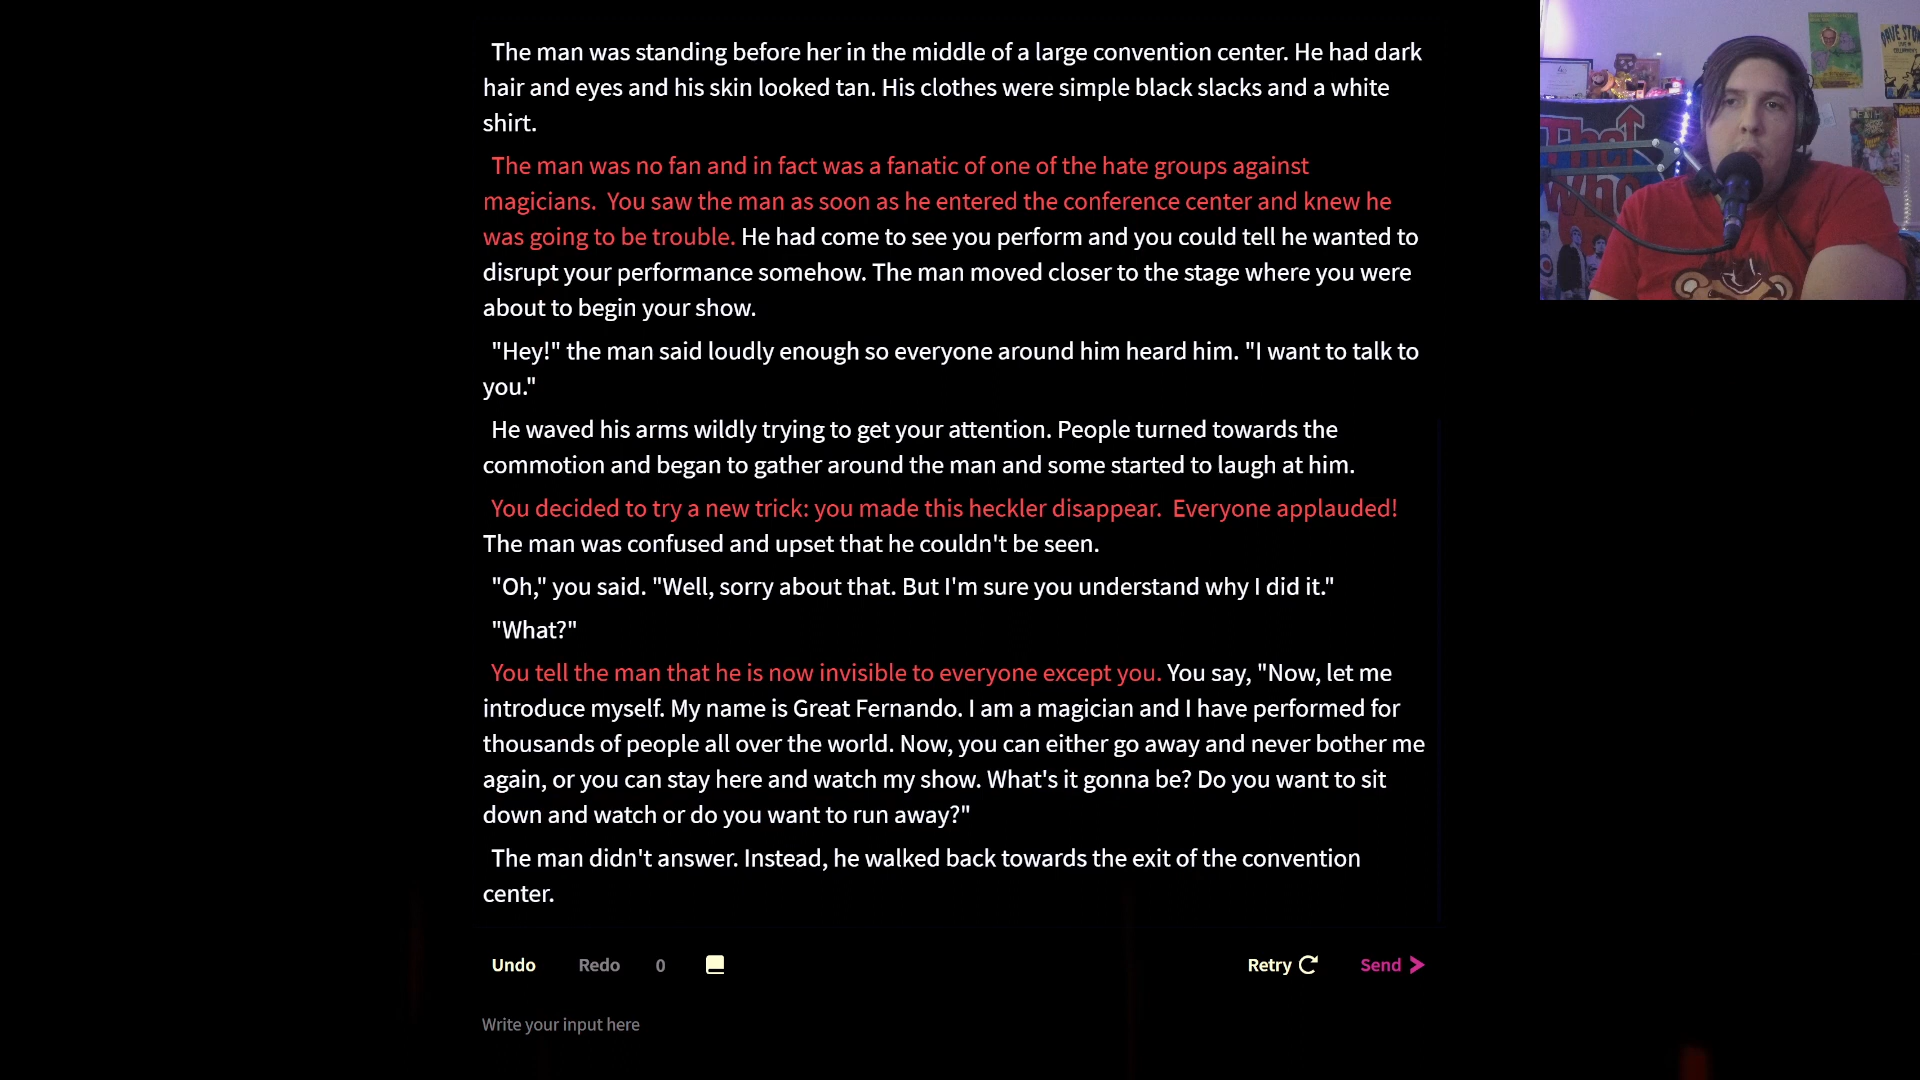 The man was standing before her in the middle of a large convention center. He had dark
hair and eyes and his skin looked tan. His clothes were simple black slacks and a white
shirt.
The man was no fan and in fact was a fanatic of one of the hate groups against
magicians.  You saw the man as soon as he entered the conference center and knew he
was going to be trouble. He had come to see you perform and you could tell he wanted to
disrupt your performance somehow. The man moved closer to the stage where you were
about to begin your show.
"Hey!" the man said loudly enough so everyone around him heard him. "I want to talk to
you."
He waved his arms wildly trying to get your attention. People turned towards the
commotion and began to gather around the man and some started to laugh at him.
You decided to try a new trick: you made this heckler disappear.  Everyone applauded!
The man was confused and upset that he couldn't be seen.
"Oh," you said. "Well, sorry about that. But I'm sure you understand why I did it."
"What?"
You tell the man that he is now invisible to everyone except you. You say, "Now, let me
introduce myself. My name is Great Fernando. I am a magician and I have performed for
thousands of people all over the world. Now, you can either go away and never bother me
again, or you can stay here and watch my show. What's it gonna be? Do you want to sit
down and watch or do you want to run away?"
The man didn't answer. Instead, he walked back towards the exit of the convention
center.
Undo Redo 0 Retry Send
Write your input here
The
Who